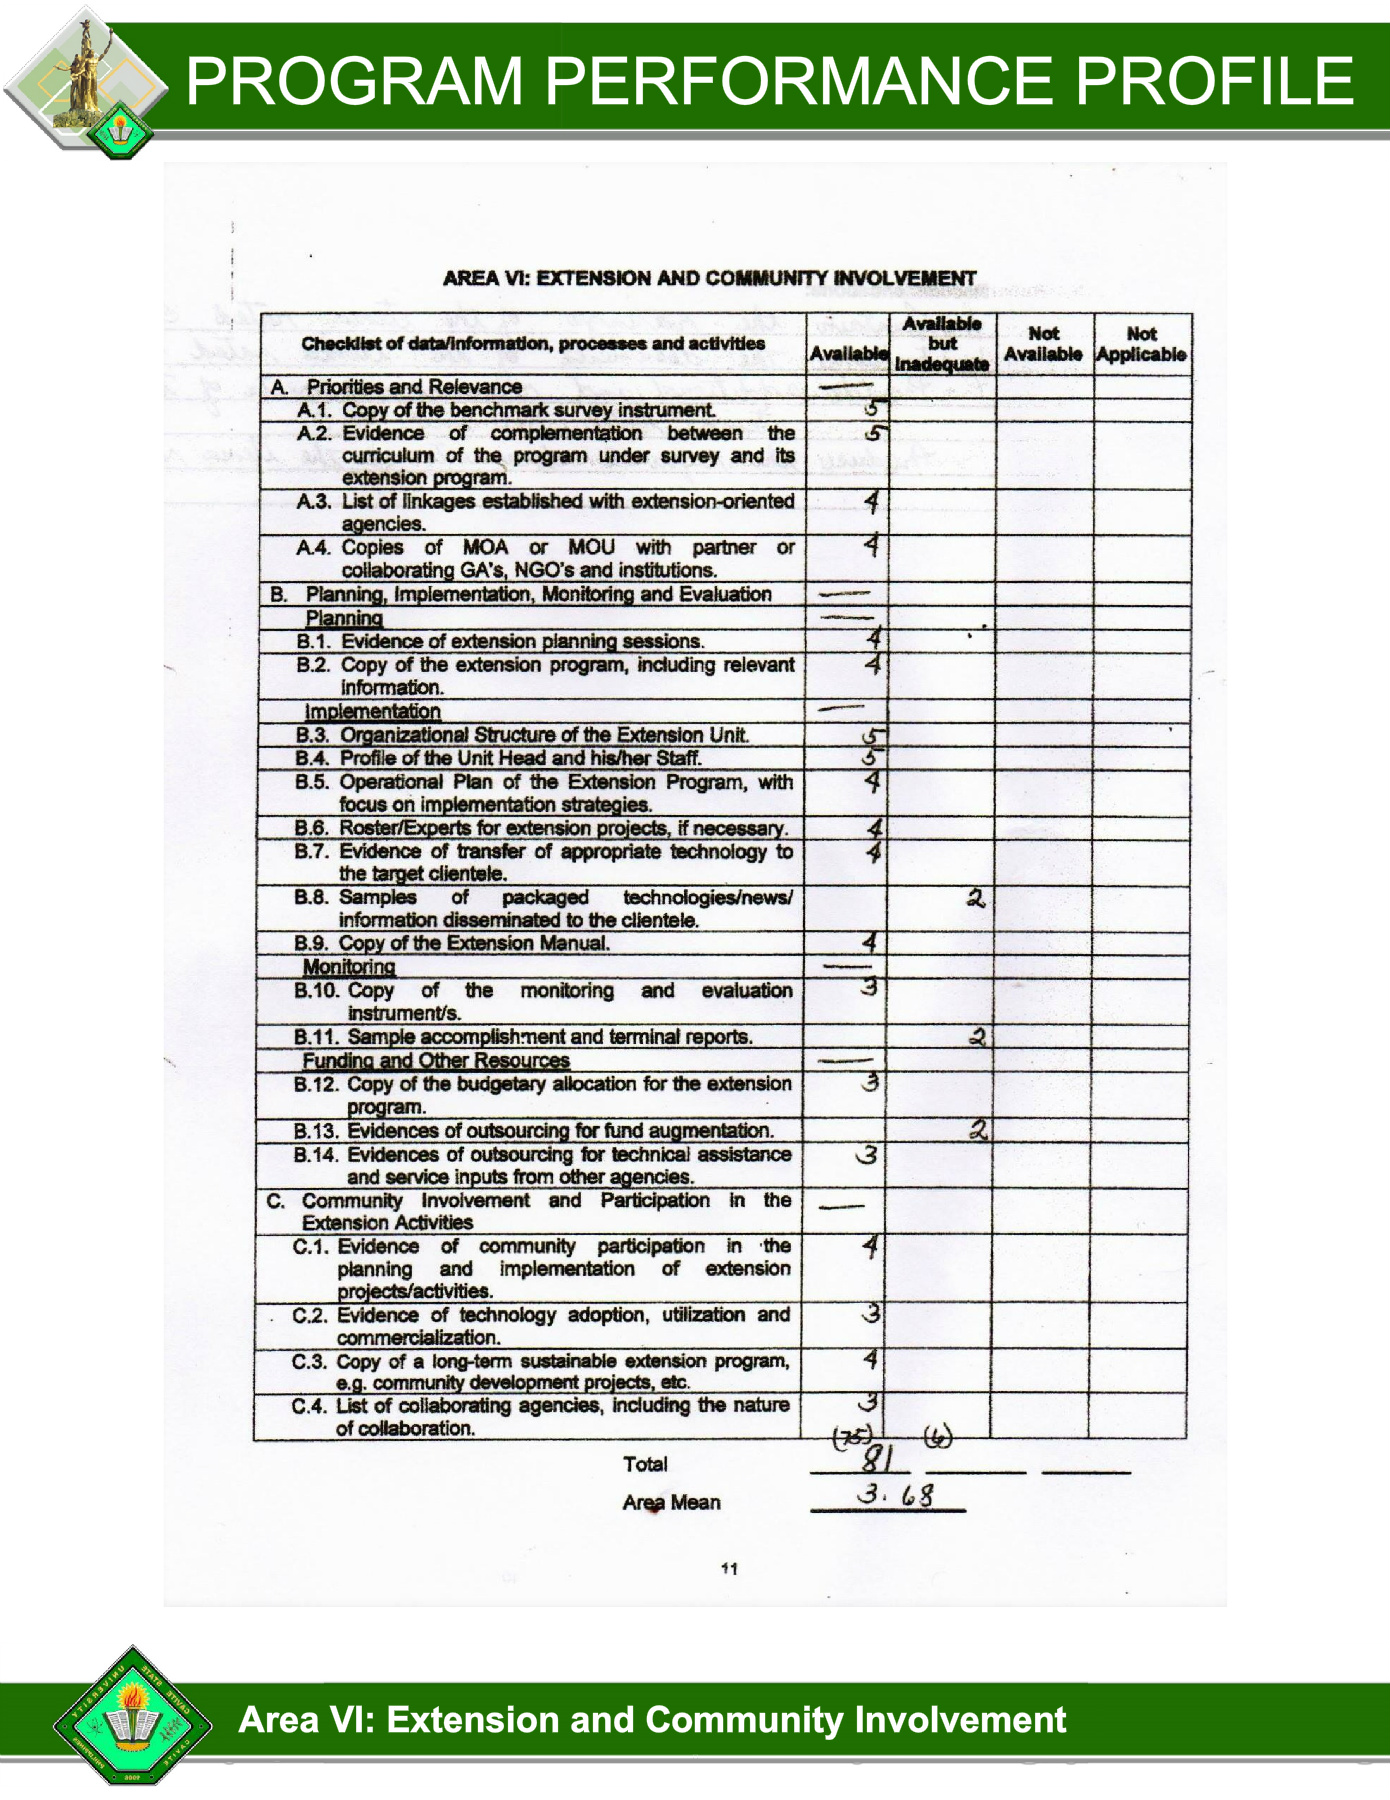 PROGRAM PERFORMANCE PROFILE
AREA VI: EXTENSION AND COMMUNITY INVOLVEMENT
Checklist of data/information, processes and activities
Available
Available but Inadequate
Not Available
Not Applicable
A. Priorities and Relevance —
A.1. Copy of the benchmark survey instrument. 5
A.2. Evidence of complementation between the 5
curriculum of the program under survey and its
extension program.
A.3. List of linkages established with extension-oriented 4
agencies.
A.4. Copies of MOA or MOU with partner or 4
collaborating GA's, NGO's and institutions.
B. Planning, Implementation, Monitoring and Evaluation —
Planning —
B.1. Evidence of extension planning sessions. 4
B.2. Copy of the extension program, including relevant 4
information.
Implementation —
B.3. Organizational Structure of the Extension Unit. 5
B.4. Profile of the Unit Head and his/her Staff. 5
B.5. Operational Plan of the Extension Program, with 4
focus on implementation strategies.
B.6. Roster/Experts for extension projects, if necessary. 4
B.7. Evidence of transfer of appropriate technology to 4
the target clientele.
B.8. Samples of packaged technologies/news/ 2
information disseminated to the clientele.
B.9. Copy of the Extension Manual. 4
Monitoring —
B.10. Copy of the monitoring and evaluation 3
instrument/s.
B.11. Sample accomplishment and terminal reports. 2
Funding and Other Resources —
B.12. Copy of the budgetary allocation for the extension 3
program.
B.13. Evidences of outsourcing for fund augmentation. 2
B.14. Evidences of outsourcing for technical assistance 3
and service inputs from other agencies.
C. Community Involvement and Participation in the —
Extension Activities
C.1. Evidence of community participation in the 4
planning and implementation of extension
projects/activities.
C.2. Evidence of technology adoption, utilization and 3
commercialization.
C.3. Copy of a long-term sustainable extension program, 4
e.g. community development projects, etc.
C.4. List of collaborating agencies, including the nature 3
of collaboration.
(75) (6)
Total 81
Area Mean 3.68
11
Area VI: Extension and Community Involvement